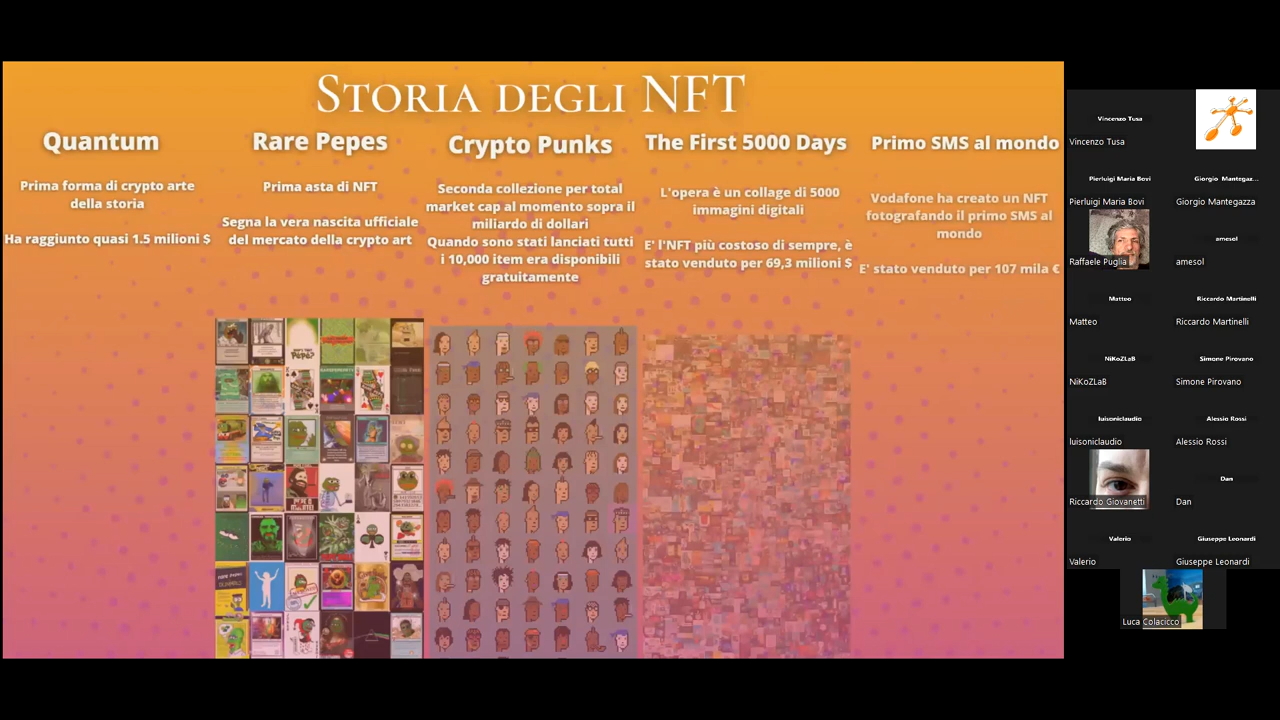 STORIA DEGLI NFT
Quantum
Prima forma di crypto arte
della storia
Ha raggiunto quasi 1.5 milioni $
Rare Pepes
Prima asta di NFT
Segna la vera nascita ufficiale
del mercato della crypto art
Crypto Punks
Seconda collezione per total
market cap al momento sopra il
miliardo di dollari
Quando sono stati lanciati tutti
i 10,000 item era disponibili
gratuitamente
The First 5000 Days
L'opera è un collage di 5000
immagini digitali
E' l'NFT più costoso di sempre, è
stato venduto per 69,3 milioni $
Primo SMS al mondo
Vodafone ha creato un NFT
fotografando il primo SMS al
mondo
E' stato venduto per 107 mila €
Vincenzo Tusa
Vincenzo Tusa
Pierluigi Maria Bovi
Giorgio Mantegaz...
Pierluigi Maria Bovi
Giorgio Mantegazza
amesol
Raffaele Puglia
amesol
Matteo
Riccardo Martinelli
Matteo
Riccardo Martinelli
NiKoZLaB
Simone Pirovano
NiKoZLaB
Simone Pirovano
luisoniclaudio
Alessio Rossi
luisoniclaudio
Alessio Rossi
Dan
Riccardo Giovanetti
Dan
Valerio
Giuseppe Leonardi
Valerio
Giuseppe Leonardi
Luca Colacicco